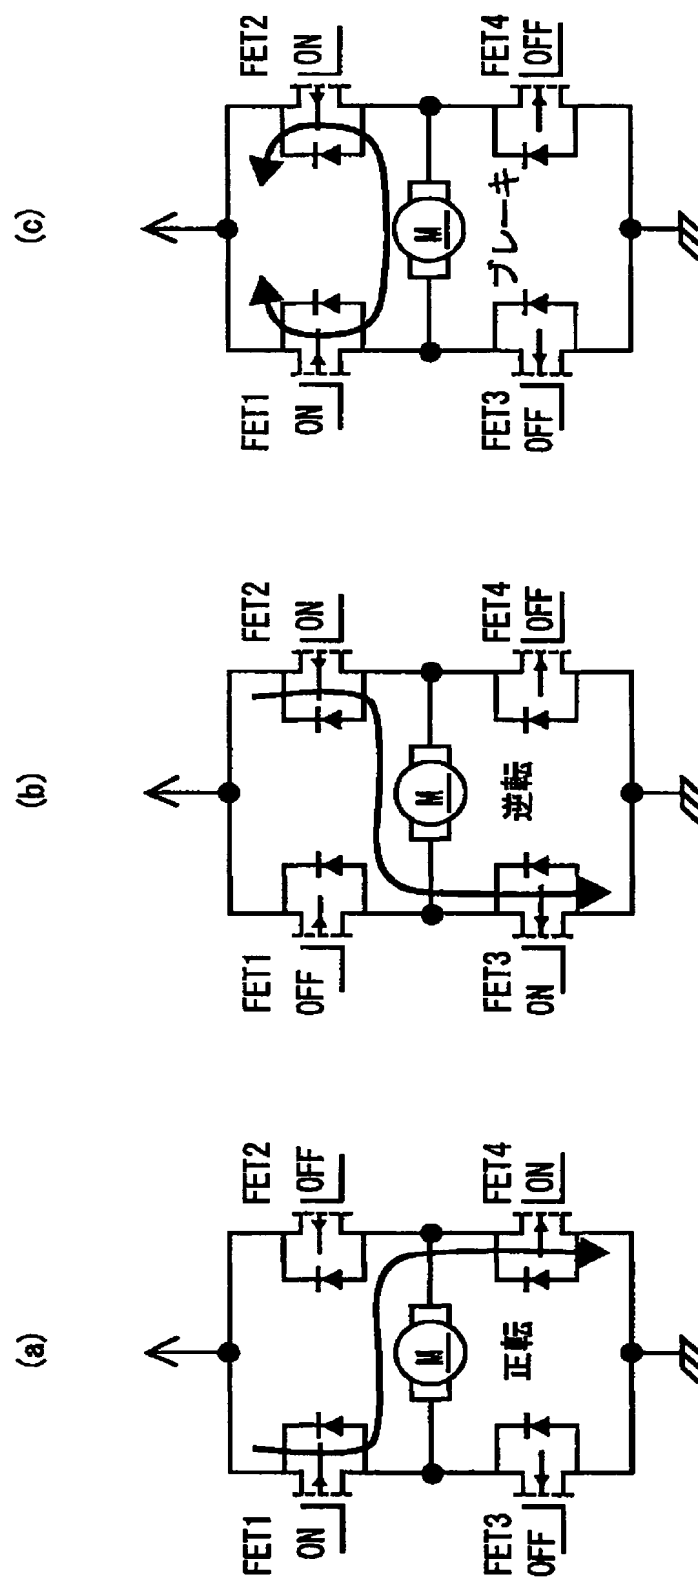 (a)
FET1
ON
FET2
OFF
M
正転
FET3
OFF
FET4
ON
(b)
FET1
OFF
FET2
ON
M
逆転
FET3
ON
FET4
OFF
(c)
FET1
ON
FET2
ON
M
ブレーキ
FET3
OFF
FET4
OFF